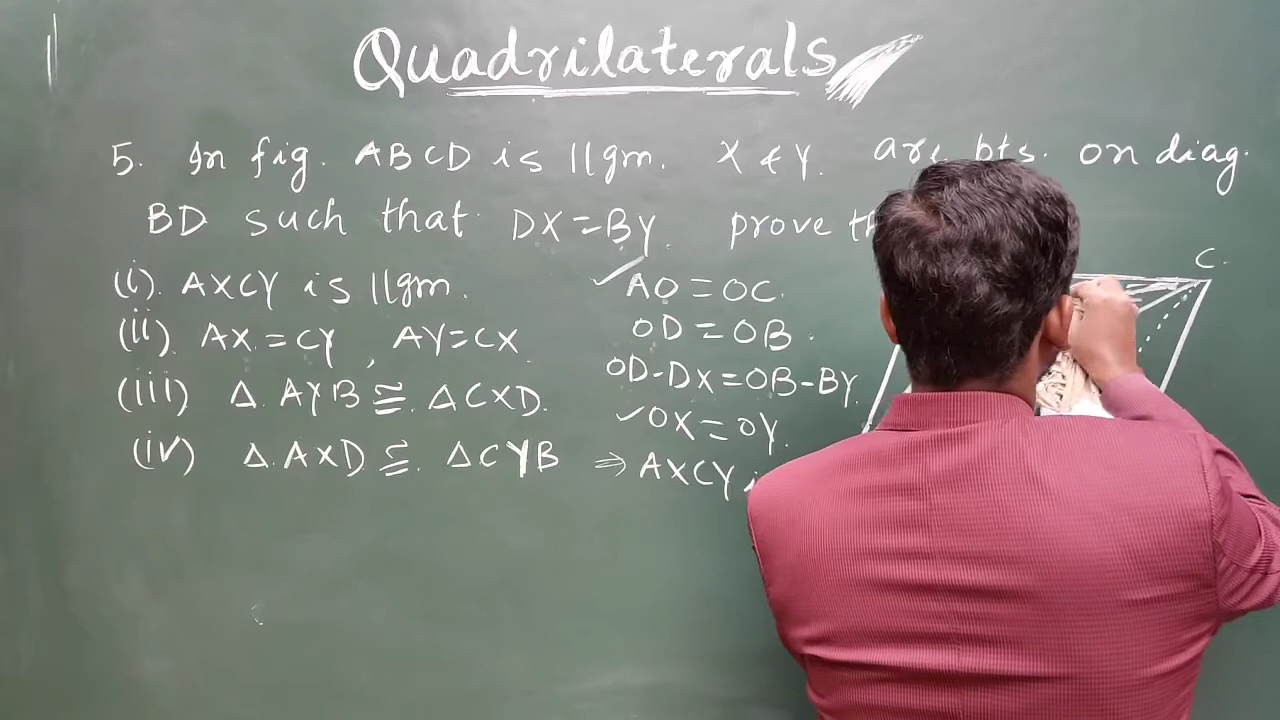 Quadrilaterals
5. In fig. ABCD is ||gm. X & Y. are pts. on diag.
BD such that DX=BY. prove th
(i). AXCY is ||gm.
(ii). AX=CY, AY=CX.
(iii) Δ AYB ≅ Δ CXD.
(iv) Δ AXD ≅ Δ CYB
✓AO=OC.
OD=OB.
OD-DX=OB-BY.
✓OX=OY.
⇒ AXCY i
C.